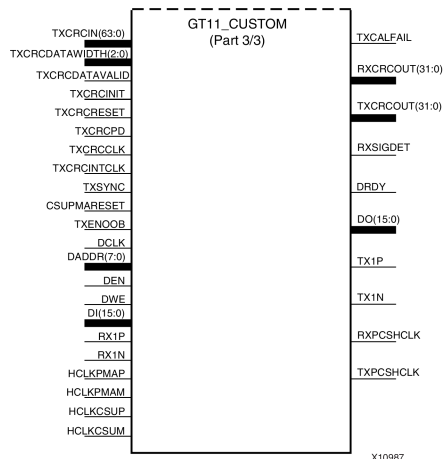 GT11_CUSTOM
(Part 3/3)
TXCRCIN(63:0)
TXCRCDATAWIDTH(2:0)
TXCRCDATAVALID
TXCRCINIT
TXCRCRESET
TXCRCPD
TXCRCCLK
TXCRCINTCLK
TXSYNC
CSUPMARESET
TXENOOB
DCLK
DADDR(7:0)
DEN
DWE
DI(15:0)
RX1P
RX1N
HCLKPMAP
HCLKPMAM
HCLKCSUP
HCLKCSUM
TXCALFAIL
RXCRCOUT(31:0)
TXCRCOUT(31:0)
RXSIGDET
DRDY
DO(15:0)
TX1P
TX1N
RXPCSHCLK
TXPCSHCLK
X10987